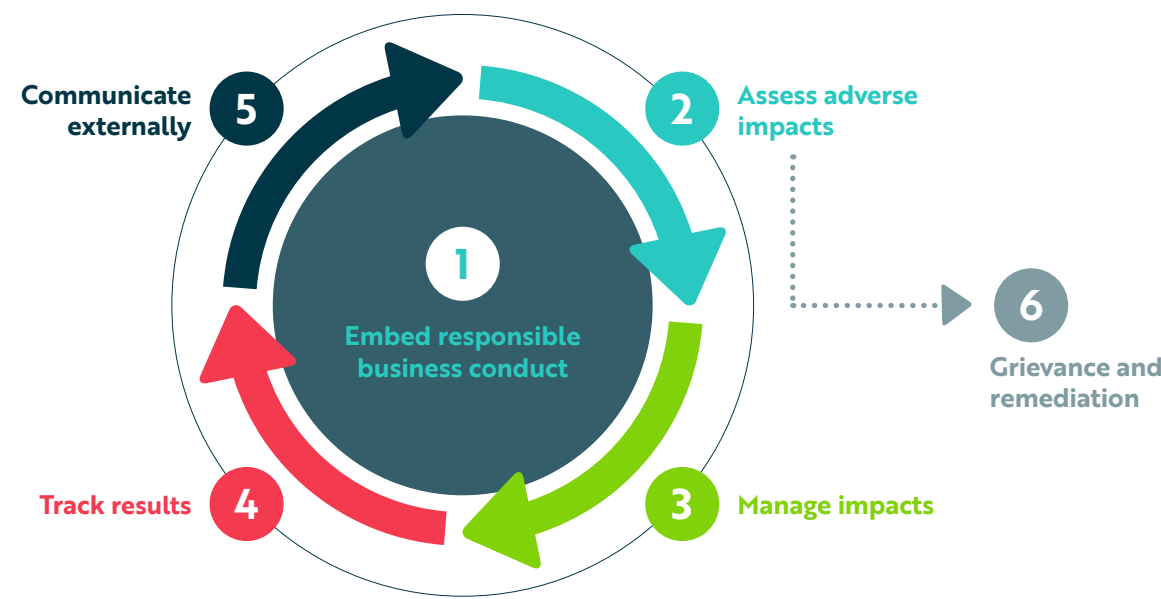 1
Embed responsible
business conduct
2
Assess adverse
impacts
3
Manage impacts
4
Track results
5
Communicate
externally
6
Grievance and
remediation